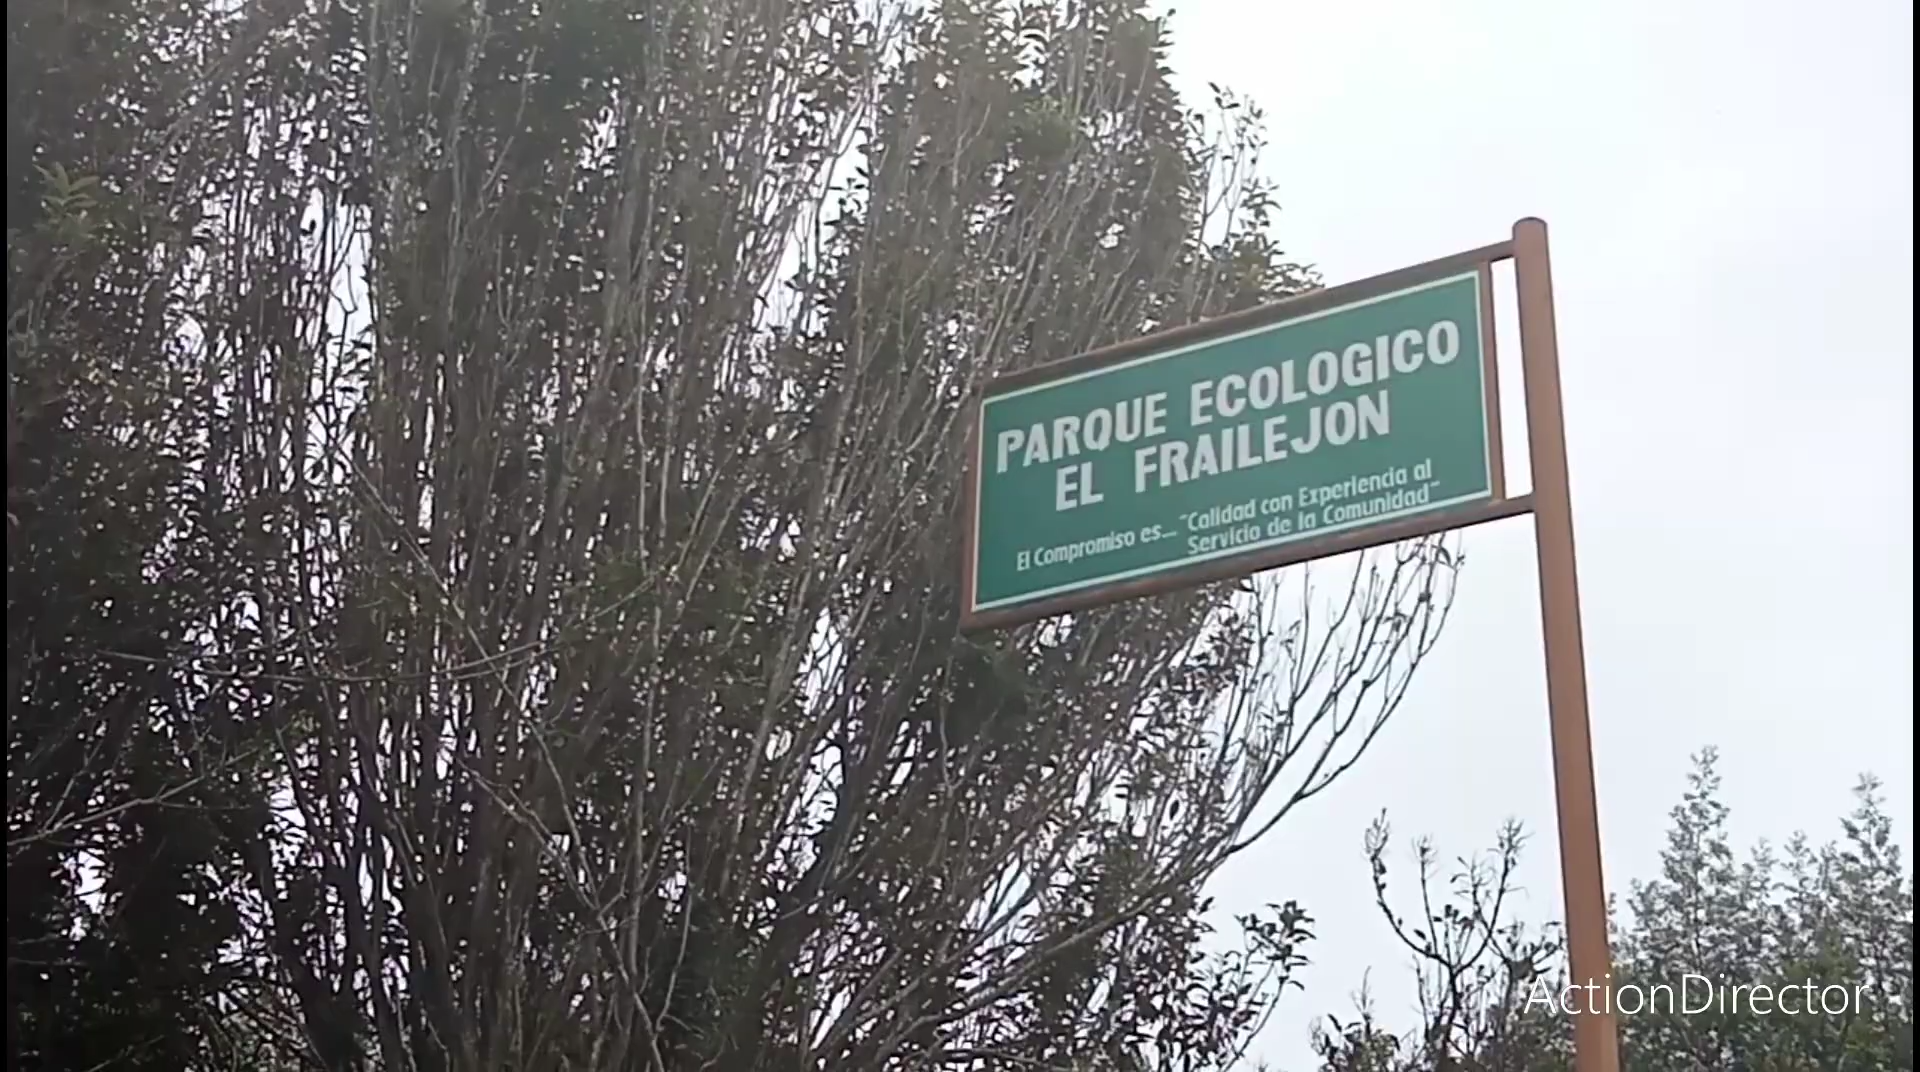 PARQUE ECOLOGICO
EL FRAILEJON
El Compromiso es... "Calidad con Experiencia al
Servicio de la Comunidad"
ActionDirector